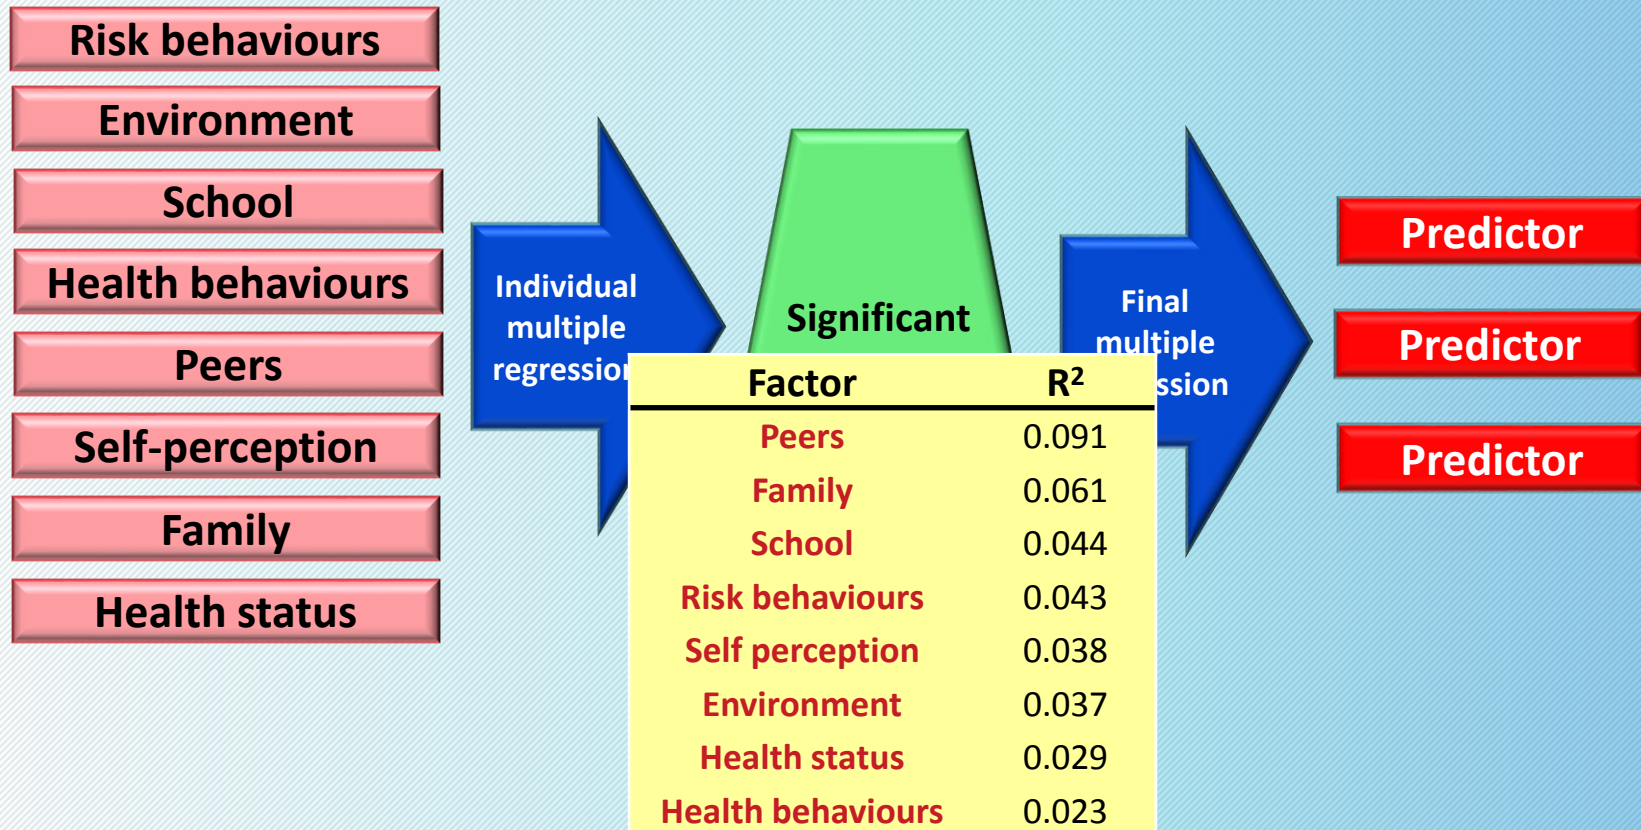 Risk behaviours
Environment
School
Health behaviours
Peers
Self-perception
Family
Health status
Individual
multiple
regression
Significant
Final
multiple
ssion
Predictor
Predictor
Predictor
Factor R²
Peers 0.091
Family 0.061
School 0.044
Risk behaviours 0.043
Self perception 0.038
Environment 0.037
Health status 0.029
Health behaviours 0.023